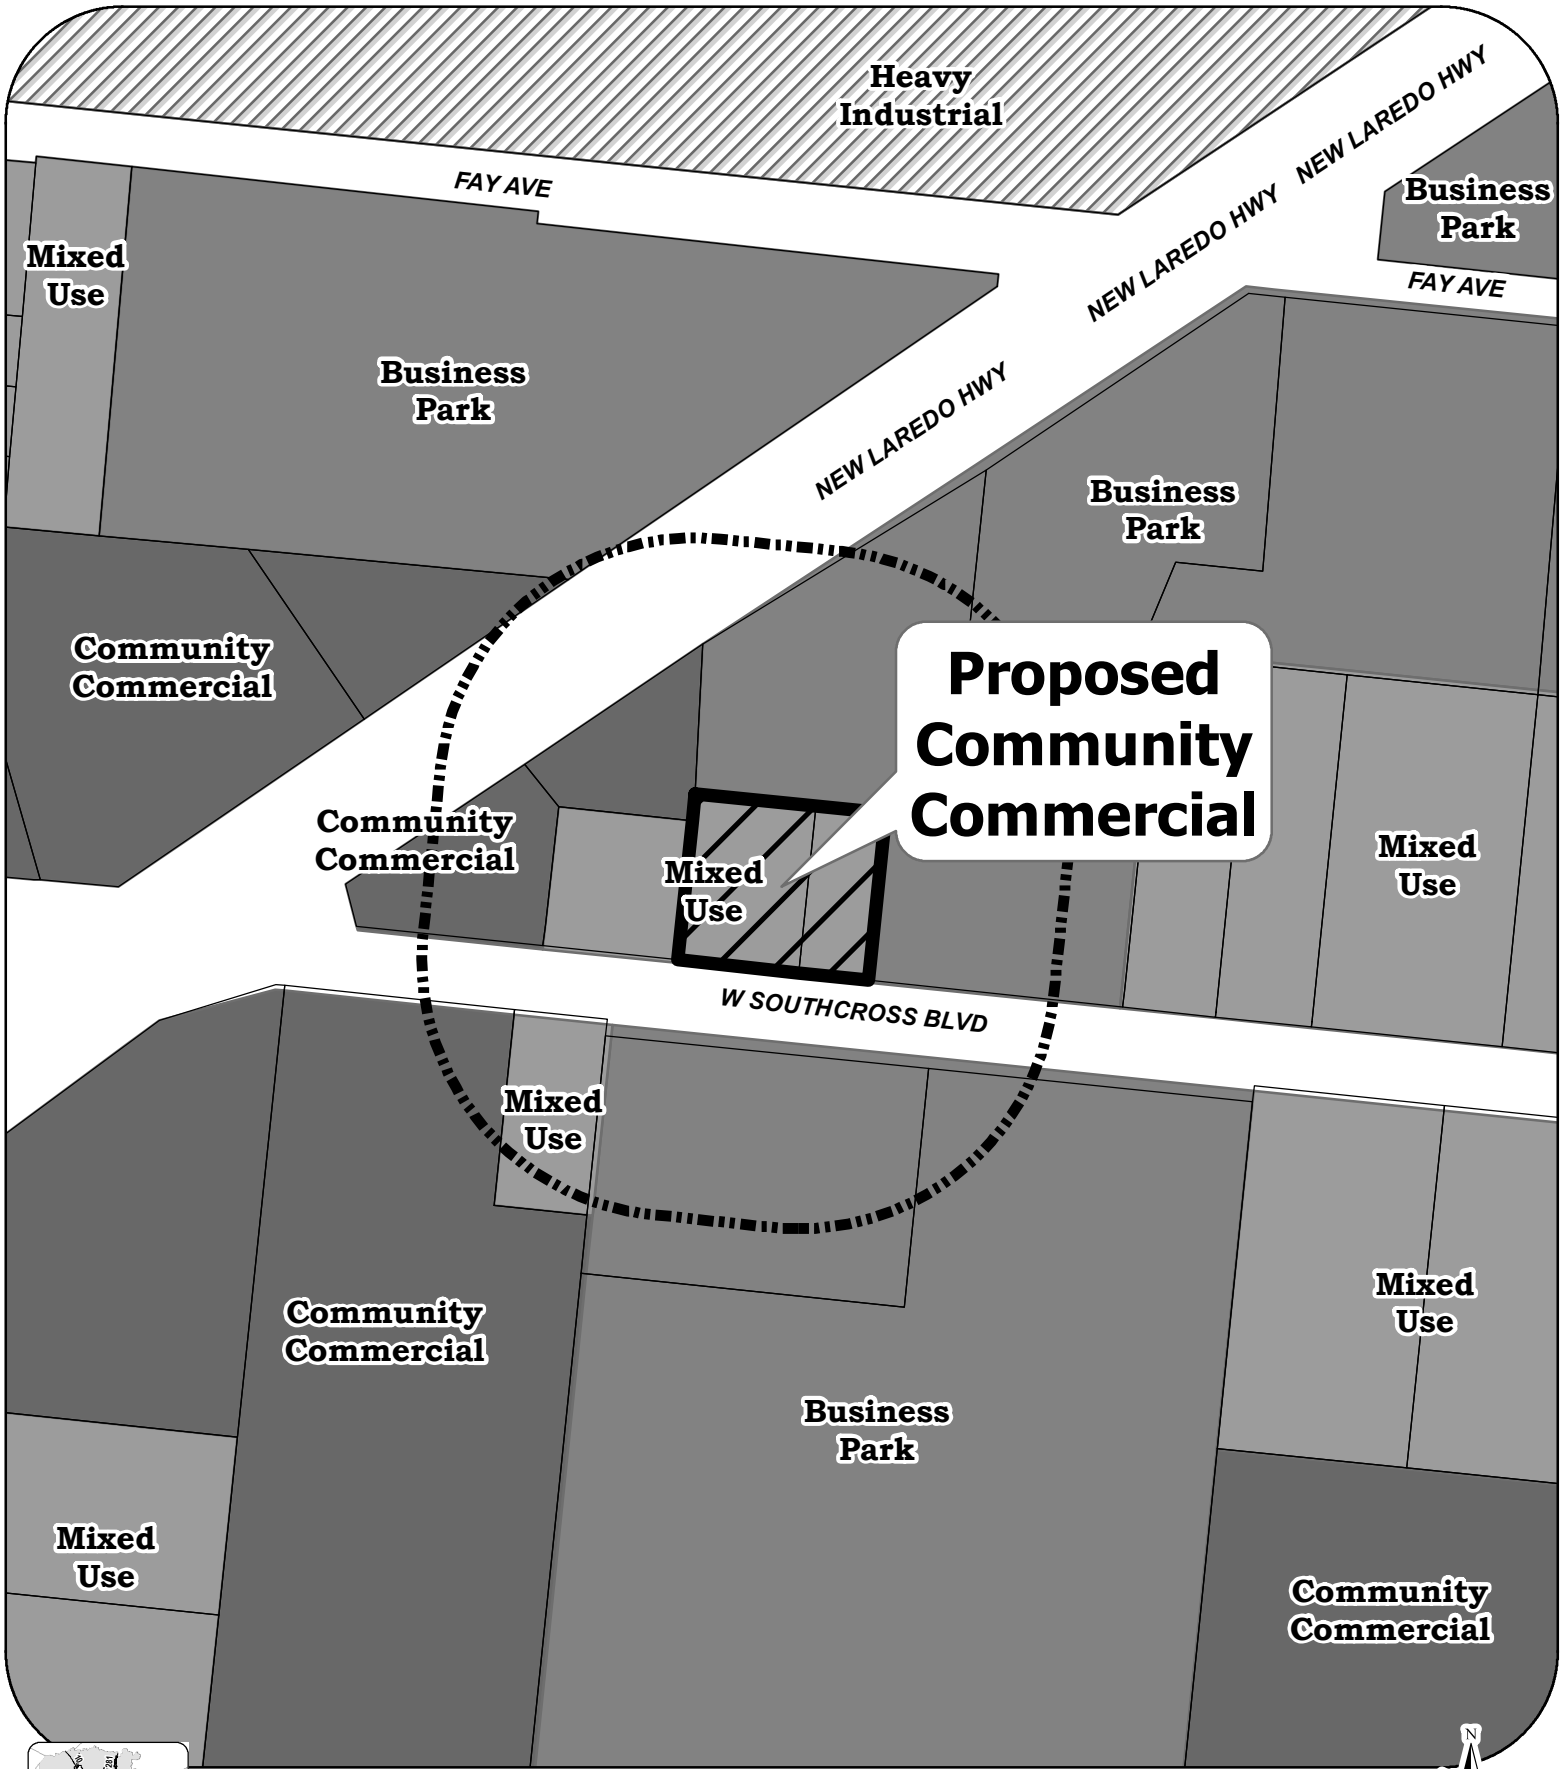 Heavy
Industrial
NEW LAREDO HWY
NEW LAREDO HWY
FAY AVE
Business
Park
Mixed
Use
FAY AVE
Business
Park
NEW LAREDO HWY
Business
Park
Community
Commercial
Proposed
Community
Commercial
Community
Commercial
Mixed
Use
Mixed
Use
W SOUTHCROSS BLVD
Mixed
Use
Community
Commercial
Mixed
Use
Business
Park
Mixed
Use
Community
Commercial
N
281